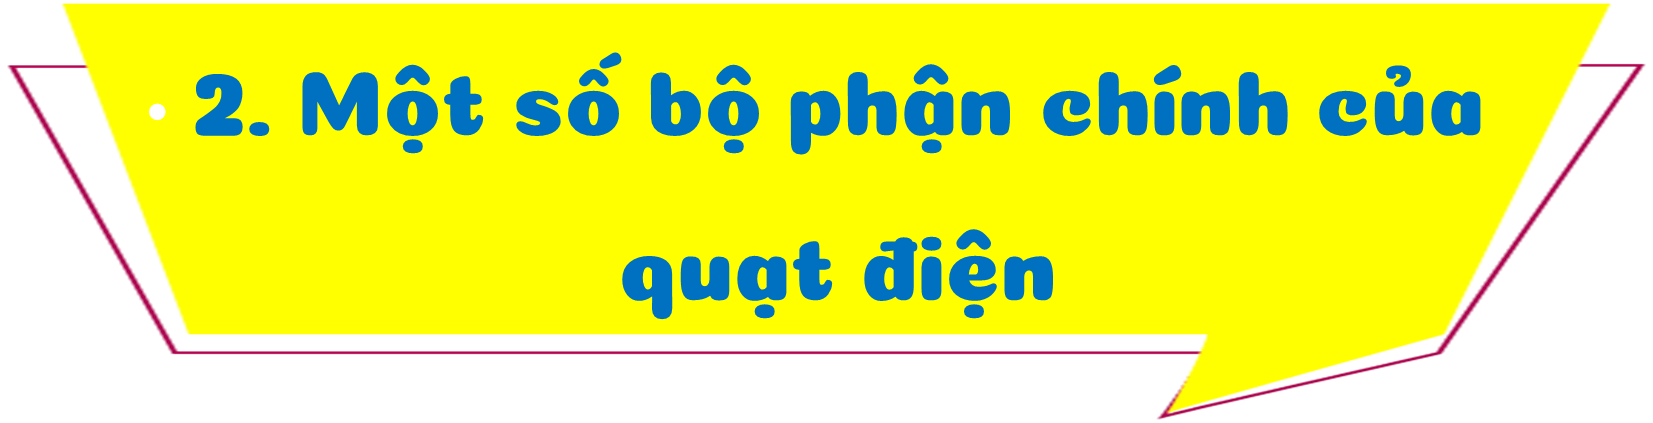 • 2. Một số bộ phận chính của
quạt điện